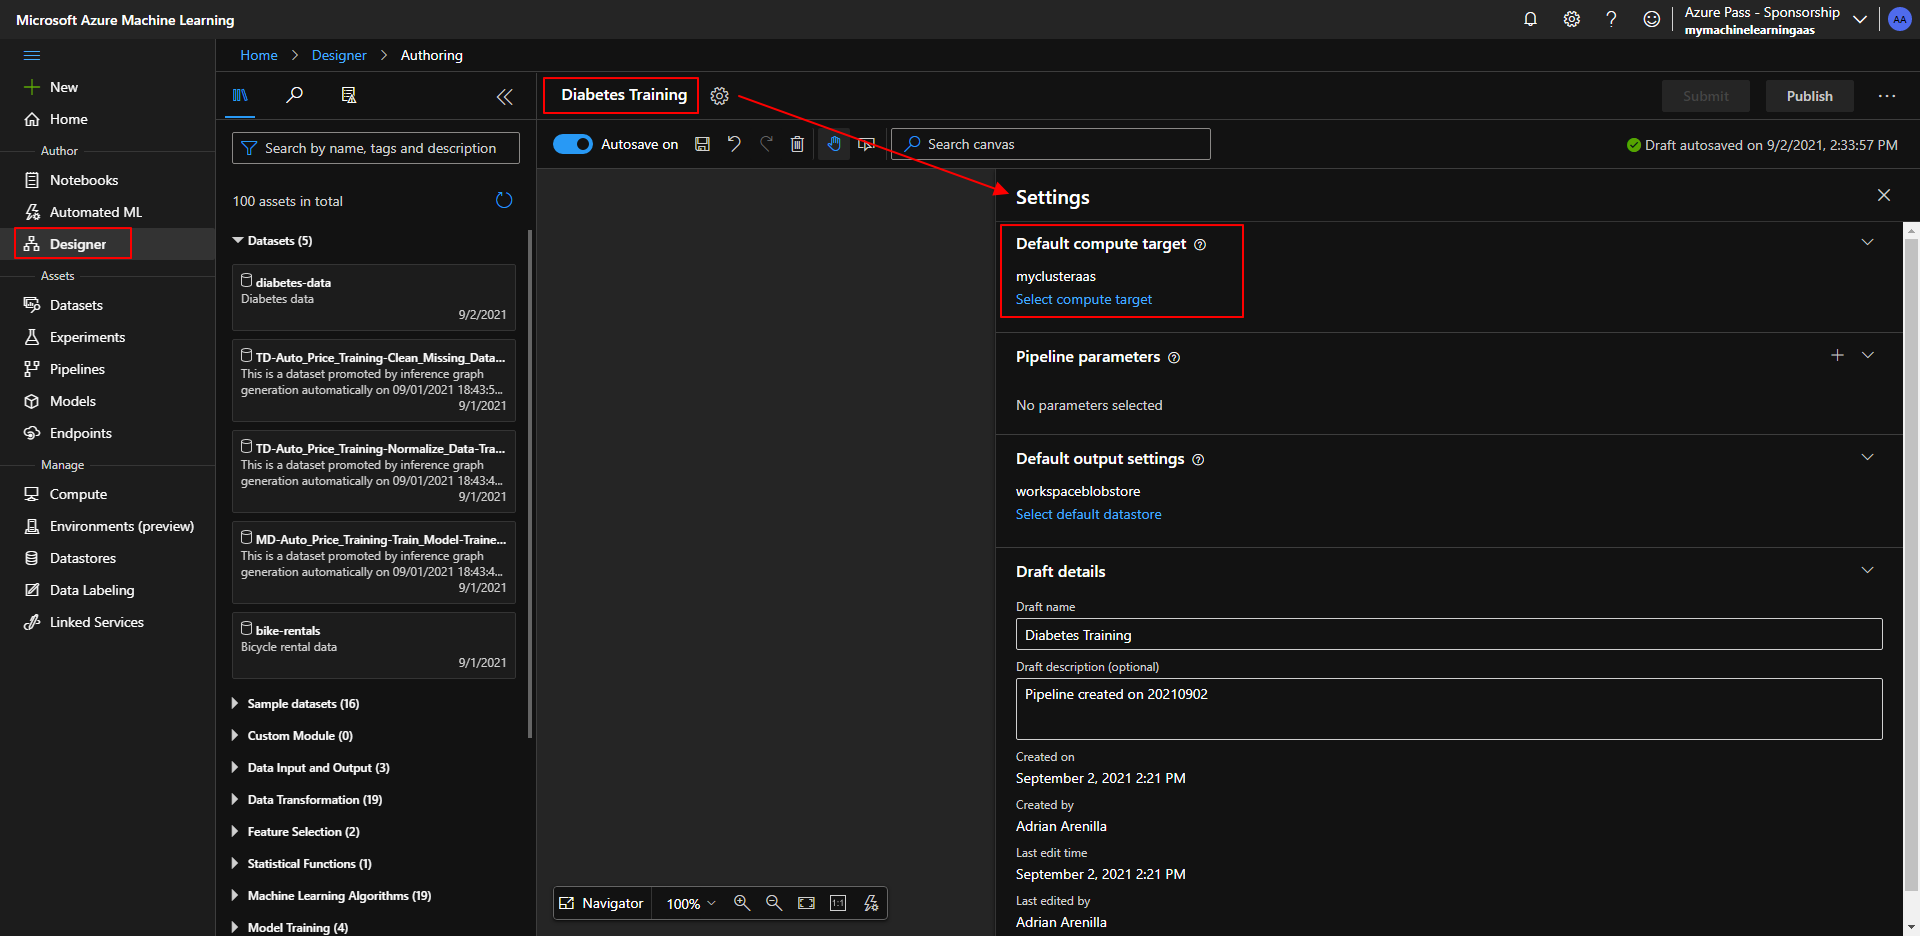 Microsoft Azure Machine Learning
Azure Pass - Sponsorship
mymachinelearningaas
AA
New
Home
Author
Notebooks
Automated ML
Designer
Assets
Datasets
Experiments
Pipelines
Models
Endpoints
Manage
Compute
Environments (preview)
Datastores
Data Labeling
Linked Services
Home > Designer > Authoring
Search by name, tags and description
100 assets in total
Datasets (5)
diabetes-data
Diabetes data
9/2/2021
TD-Auto_Price_Training-Clean_Missing_Data...
This is a dataset promoted by inference graph
generation automatically on 09/01/2021 18:43:5...
9/1/2021
TD-Auto_Price_Training-Normalize_Data-Tra...
This is a dataset promoted by inference graph
generation automatically on 09/01/2021 18:43:4...
9/1/2021
MD-Auto_Price_Training-Train_Model-Traine...
This is a dataset promoted by inference graph
generation automatically on 09/01/2021 18:43:4...
9/1/2021
bike-rentals
Bicycle rental data
9/1/2021
Sample datasets (16)
Custom Module (0)
Data Input and Output (3)
Data Transformation (19)
Feature Selection (2)
Statistical Functions (1)
Machine Learning Algorithms (19)
Model Training (4)
Diabetes Training
Submit
Publish
Autosave on
Search canvas
Draft autosaved on 9/2/2021, 2:33:57 PM
Navigator
100%
1:1
Settings
Default compute target
myclusteraas
Select compute target
Pipeline parameters
No parameters selected
Default output settings
workspaceblobstore
Select default datastore
Draft details
Draft name
Diabetes Training
Draft description (optional)
Pipeline created on 20210902
Created on
September 2, 2021 2:21 PM
Created by
Adrian Arenilla
Last edit time
September 2, 2021 2:21 PM
Last edited by
Adrian Arenilla